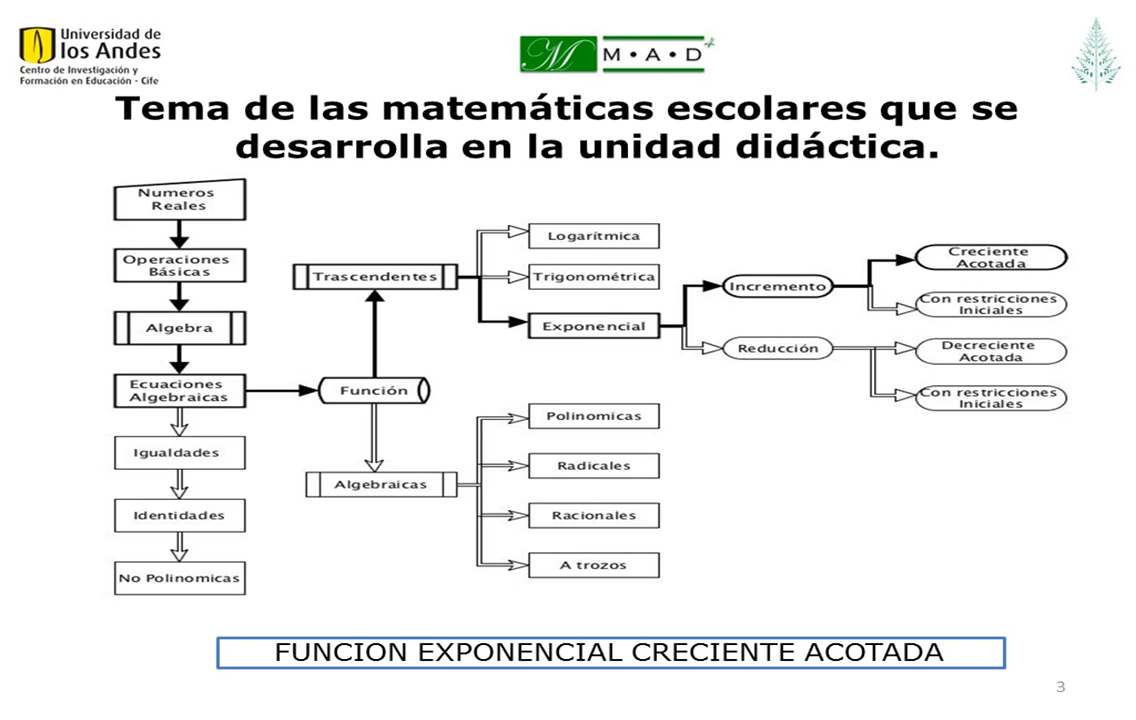 Universidad de
los Andes
Centro de Investigación y
Formación en Educación - Cife
M M • A • D
Tema de las matemáticas escolares que se
desarrolla en la unidad didáctica.
Numeros
Reales
Operaciones
Básicas
Algebra
Ecuaciones
Algebraicas
Igualdades
Identidades
No Polinomicas
Función
Trascendentes
Algebraicas
Logarítmica
Trigonométrica
Exponencial
Polinomicas
Radicales
Racionales
A trozos
Incremento
Reducción
Creciente
Acotada
Con restricciones
Iniciales
Decreciente
Acotada
Con restricciones
Iniciales
FUNCION EXPONENCIAL CRECIENTE ACOTADA
3